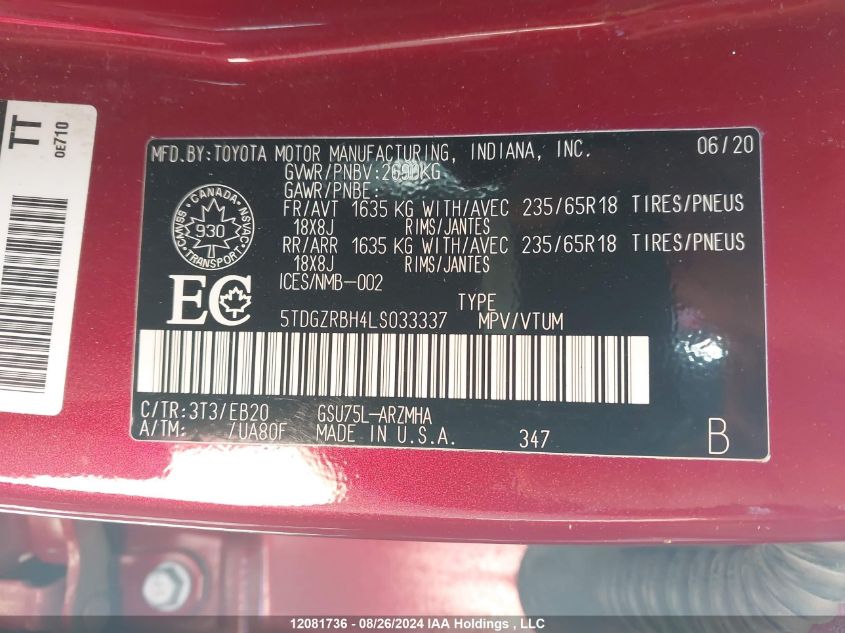 TT
0E710
MFD.BY:TOYOTA MOTOR MANUFACTURING, INDIANA, INC. 06/20
GVWR/PNBV:2690KG
GAWR/PNBE:
FR/AVT 1635 KG WITH/AVEC 235/65R18 TIRES/PNEUS
18X8J RIMS/JANTES
RR/ARR 1635 KG WITH/AVEC 235/65R18 TIRES/PNEUS
18X8J RIMS/JANTES
ICES/NMB-002
CANADA
CMVSS NSVAC
930
TRANSPORT
EC
TYPE
5TDGZRBH4LS033337 MPV/VTUM
C/TR:3T3/EB20 GSU75L-ARZMHA
A/TM: /UA80F MADE IN U.S.A. 347 B
12081736 - 08/26/2024 IAA Holdings , LLC